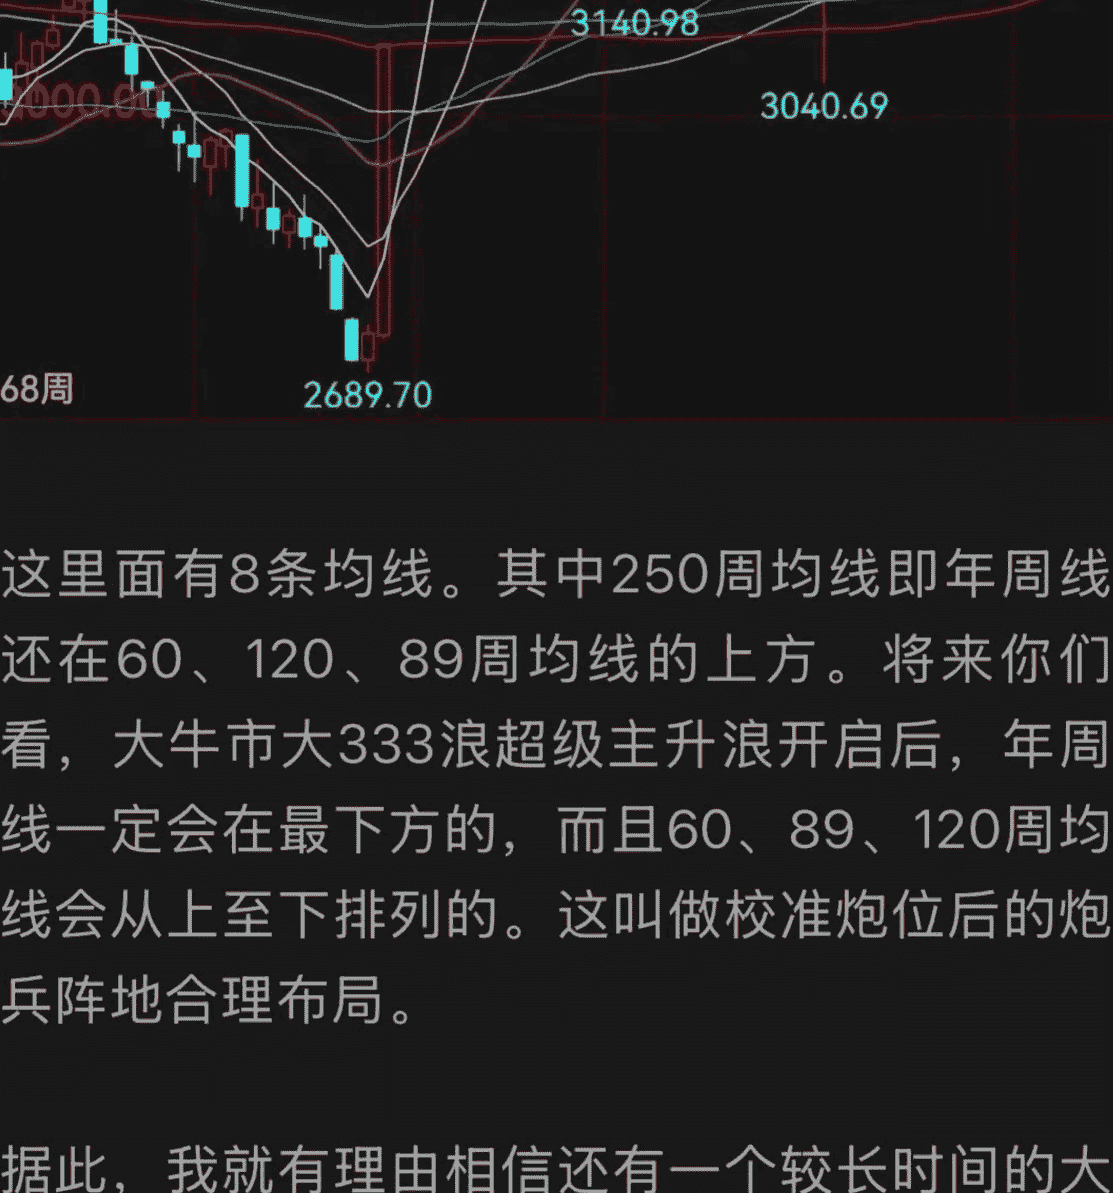 3140.98
3040.69
3000.00
68周
2689.70
这里面有8条均线。其中250周均线即年周线
还在60、120、89周均线的上方。将来你们
看，大牛市大333浪超级主升浪开启后，年周
线一定会在最下方的，而且60、89、120周均
线会从上至下排列的。这叫做校准炮位后的炮
兵阵地合理布局。
据此，我就有理由相信还有一个较长时间的大